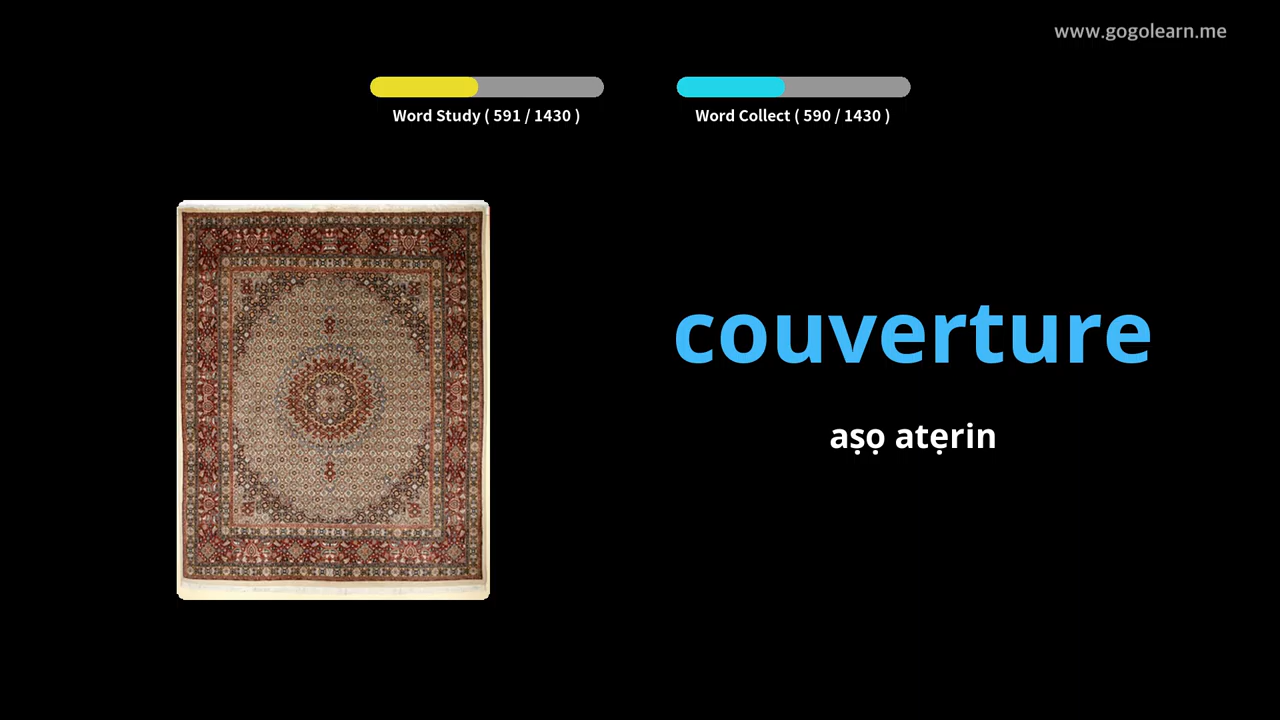 www.gogolearn.me
Word Study ( 591 / 1430 )
Word Collect ( 590 / 1430 )
couverture
aṣọ atẹrin